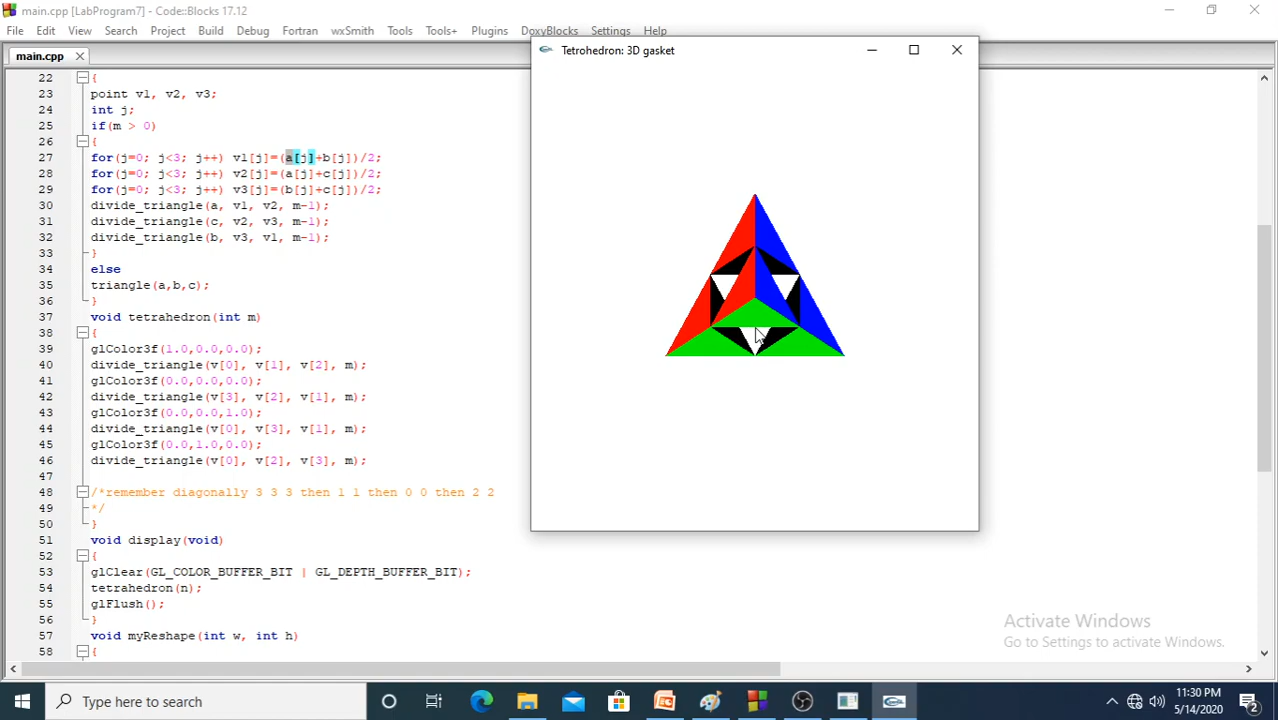 main.cpp [LabProgram7] - Code::Blocks 17.12
File Edit View Search Project Build Debug Fortran wxSmith Tools Tools+ Plugins DoxyBlocks Settings Help
main.cpp
Tetrohedron: 3D gasket
22 {
23 point v1, v2, v3;
24 int j;
25 if(m > 0)
26 {
27 for(j=0; j<3; j++) v1[j]=(a[j]+b[j])/2;
28 for(j=0; j<3; j++) v2[j]=(a[j]+c[j])/2;
29 for(j=0; j<3; j++) v3[j]=(b[j]+c[j])/2;
30 divide_triangle(a, v1, v2, m-1);
31 divide_triangle(c, v2, v3, m-1);
32 divide_triangle(b, v3, v1, m-1);
33 }
34 else
35 triangle(a,b,c);
36 }
37 void tetrahedron(int m)
38 {
39 glColor3f(1.0,0.0,0.0);
40 divide_triangle(v[0], v[1], v[2], m);
41 glColor3f(0.0,0.0,0.0);
42 divide_triangle(v[3], v[2], v[1], m);
43 glColor3f(0.0,0.0,1.0);
44 divide_triangle(v[0], v[3], v[1], m);
45 glColor3f(0.0,1.0,0.0);
46 divide_triangle(v[0], v[2], v[3], m);
47
48 /*remember diagonally 3 3 3 then 1 1 then 0 0 then 2 2
49 */
50 }
51 void display(void)
52 {
53 glClear(GL_COLOR_BUFFER_BIT | GL_DEPTH_BUFFER_BIT);
54 tetrahedron(n);
55 glFlush();
56 }
57 void myReshape(int w, int h)
58 {
Activate Windows
Go to Settings to activate Windows.
Type here to search
11:30 PM
5/14/2020
2